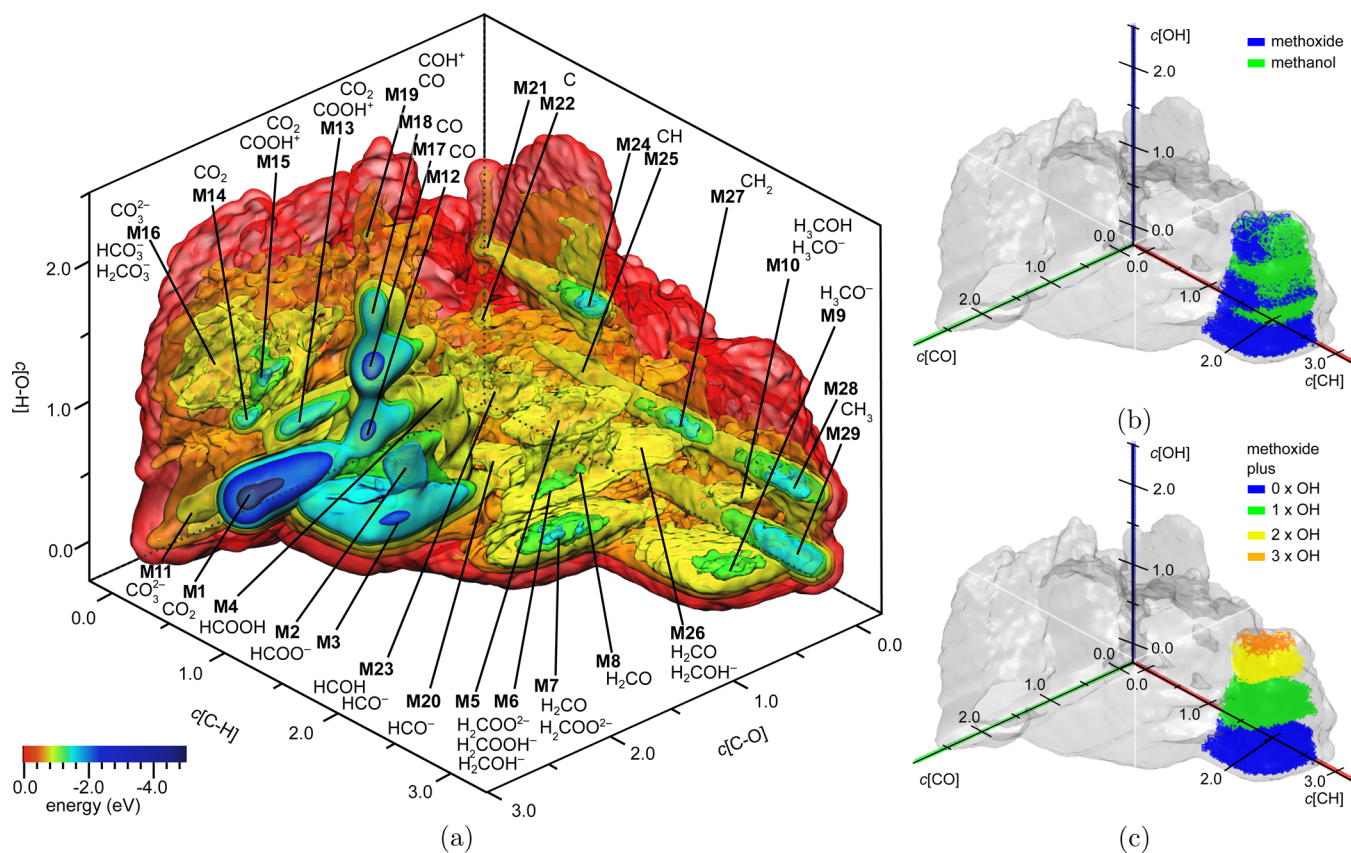 COH⁺
CO
M19
CO₂
COOH⁺
M13
CO₂
COOH⁺
M15
CO₂
M14
CO₃²⁻
M16
HCO₃⁻
H₂CO₃⁻
M18 CO
M17 CO
M12
C
M21
M22
CH
M24
M25
CH₂
M27
H₃COH
H₃CO⁻
M10
H₃CO⁻
M9
M28
CH₃
M29
c[O-H]
2.0
1.0
0.0
M11
CO₃²⁻
M1
CO₂
M4
HCOOH
M2
HCOO⁻
M3
M23
HCOH
HCO⁻
M20
HCO⁻
M5
H₂COO²⁻
H₂COOH⁻
H₂COH⁻
M6
M7
H₂CO
H₂COO²⁻
M8
H₂CO
M26
H₂CO
H₂COH⁻
0.0
1.0
2.0
3.0
c[C-H]
3.0
2.0
1.0
0.0
c[C-O]
0.0 -2.0 -4.0
energy (eV)
(a)
c[OH]
2.0
1.0
0.0
0.0
0.0
1.0
2.0
c[CO]
1.0
2.0
3.0
c[CH]
methoxide
methanol
(b)
c[OH]
2.0
1.0
0.0
0.0
0.0
1.0
2.0
c[CO]
1.0
2.0
3.0
c[CH]
methoxide
plus
0 x OH
1 x OH
2 x OH
3 x OH
(c)